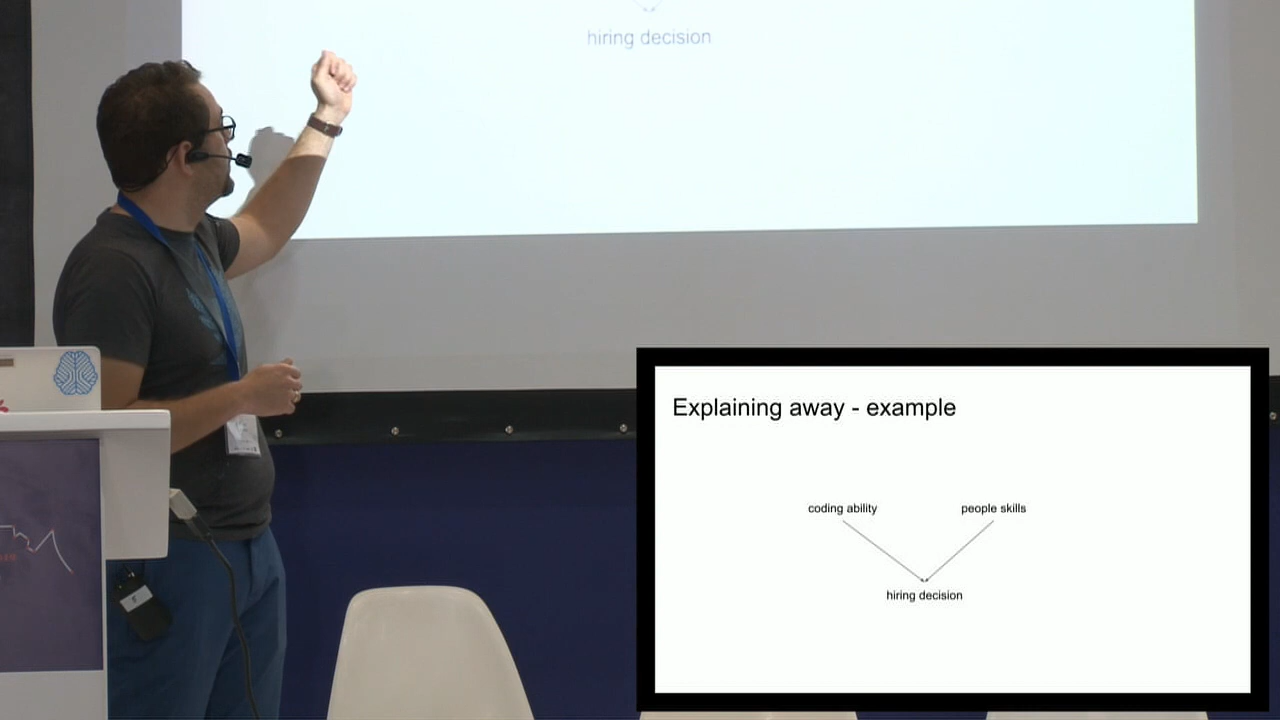 hiring decision
Explaining away - example
coding ability
people skills
hiring decision